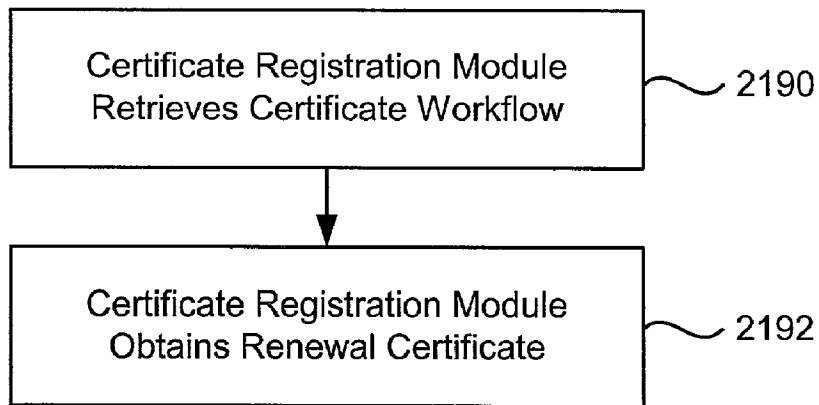 Certificate Registration Module
Retrieves Certificate Workflow
2190
Certificate Registration Module
Obtains Renewal Certificate
2192